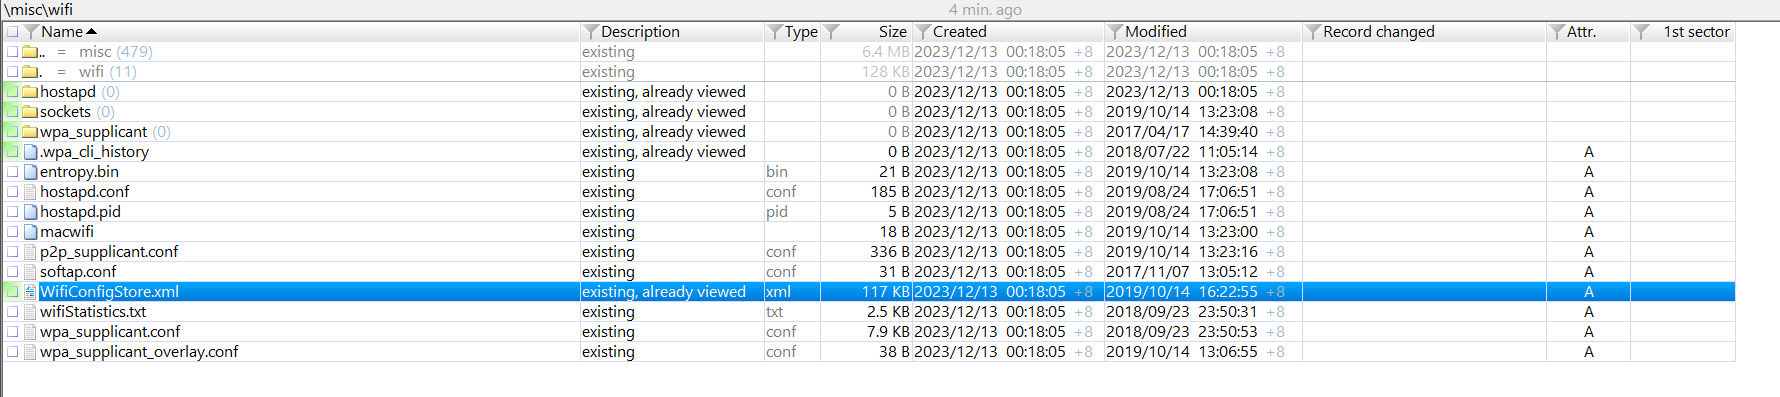 \misc\wifi 4 min. ago
Name Description Type Size Created Modified Record changed Attr. 1st sector
.. = misc (479) existing 6.4 MB 2023/12/13 00:18:05 +8 2023/12/13 00:18:05 +8
. = wifi (11) existing 128 KB 2023/12/13 00:18:05 +8 2023/12/13 00:18:05 +8
hostapd (0) existing, already viewed 0 B 2023/12/13 00:18:05 +8 2023/12/13 00:18:05 +8
sockets (0) existing, already viewed 0 B 2023/12/13 00:18:05 +8 2019/10/14 13:23:08 +8
wpa_supplicant (0) existing, already viewed 0 B 2023/12/13 00:18:05 +8 2017/04/17 14:39:40 +8
.wpa_cli_history existing, already viewed 0 B 2023/12/13 00:18:05 +8 2018/07/22 11:05:14 +8 A
entropy.bin existing bin 21 B 2023/12/13 00:18:05 +8 2019/10/14 13:23:08 +8 A
hostapd.conf existing conf 185 B 2023/12/13 00:18:05 +8 2019/08/24 17:06:51 +8 A
hostapd.pid existing pid 5 B 2023/12/13 00:18:05 +8 2019/08/24 17:06:51 +8 A
macwifi existing 18 B 2023/12/13 00:18:05 +8 2019/10/14 13:23:00 +8 A
p2p_supplicant.conf existing conf 336 B 2023/12/13 00:18:05 +8 2019/10/14 13:23:16 +8 A
softap.conf existing conf 31 B 2023/12/13 00:18:05 +8 2017/11/07 13:05:12 +8 A
WifiConfigStore.xml existing, already viewed xml 117 KB 2023/12/13 00:18:05 +8 2019/10/14 16:22:55 +8 A
wifiStatistics.txt existing txt 2.5 KB 2023/12/13 00:18:05 +8 2018/09/23 23:50:31 +8 A
wpa_supplicant.conf existing conf 7.9 KB 2023/12/13 00:18:05 +8 2018/09/23 23:50:53 +8 A
wpa_supplicant_overlay.conf existing conf 38 B 2023/12/13 00:18:05 +8 2019/10/14 13:06:55 +8 A